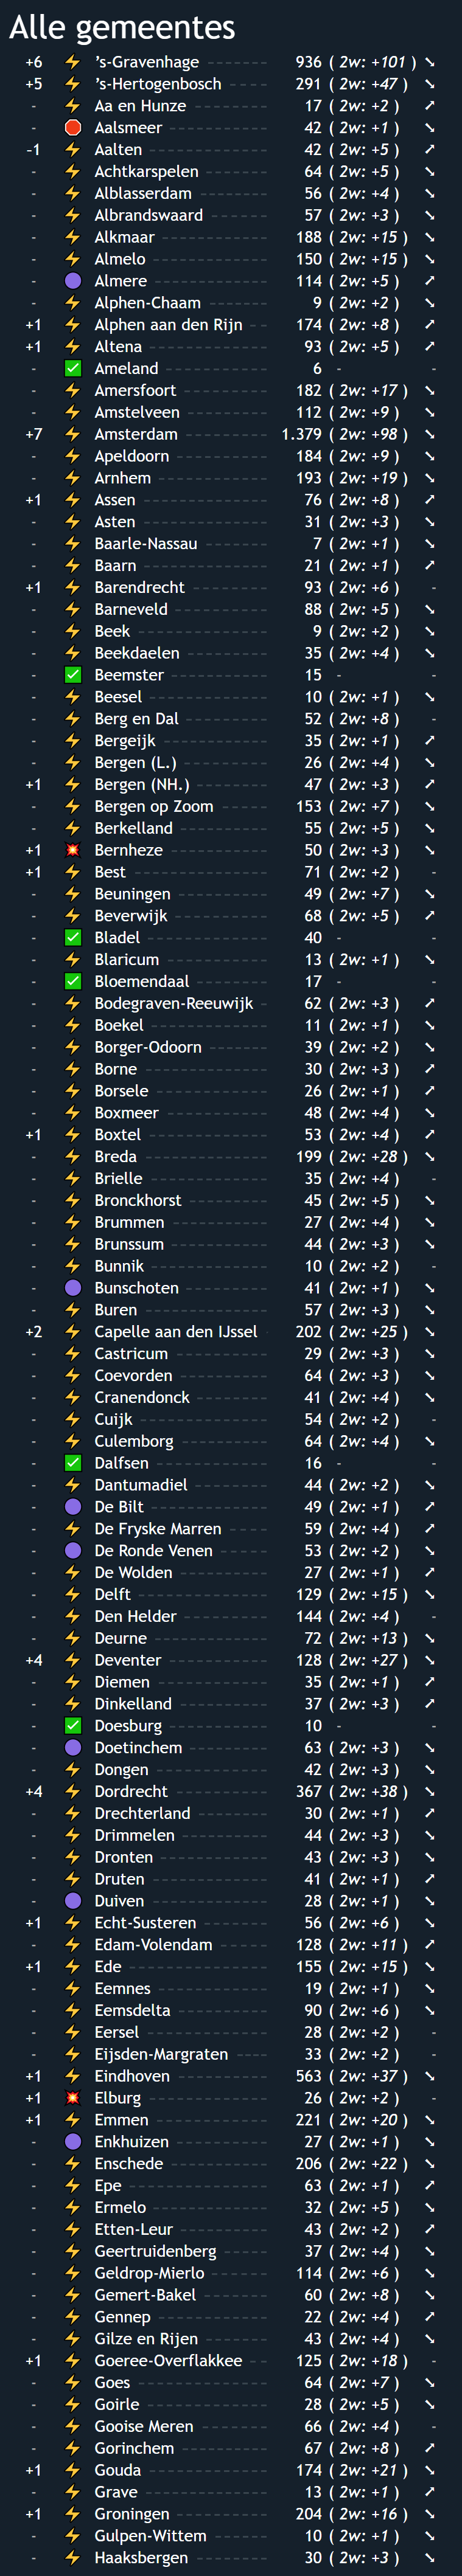 Alle gemeentes
+6 ’s-Gravenhage 936 ( 2w: +101 )
+5 ’s-Hertogenbosch 291 ( 2w: +47 )
- Aa en Hunze 17 ( 2w: +2 )
- Aalsmeer 42 ( 2w: +1 )
-1 Aalten 42 ( 2w: +5 )
- Achtkarspelen 64 ( 2w: +5 )
- Alblasserdam 56 ( 2w: +4 )
- Albrandswaard 57 ( 2w: +3 )
- Alkmaar 188 ( 2w: +15 )
- Almelo 150 ( 2w: +15 )
- Almere 114 ( 2w: +5 )
- Alphen-Chaam 9 ( 2w: +2 )
+1 Alphen aan den Rijn 174 ( 2w: +8 )
+1 Altena 93 ( 2w: +5 )
- Ameland 6 - -
- Amersfoort 182 ( 2w: +17 )
- Amstelveen 112 ( 2w: +9 )
+7 Amsterdam 1.379 ( 2w: +98 )
- Apeldoorn 184 ( 2w: +9 )
- Arnhem 193 ( 2w: +19 )
+1 Assen 76 ( 2w: +8 )
- Asten 31 ( 2w: +3 )
- Baarle-Nassau 7 ( 2w: +1 )
- Baarn 21 ( 2w: +1 )
+1 Barendrecht 93 ( 2w: +6 ) -
- Barneveld 88 ( 2w: +5 )
- Beek 9 ( 2w: +2 )
- Beekdaelen 35 ( 2w: +4 )
- Beemster 15 - -
- Beesel 10 ( 2w: +1 )
- Berg en Dal 52 ( 2w: +8 ) -
- Bergeijk 35 ( 2w: +1 )
- Bergen (L.) 26 ( 2w: +4 )
+1 Bergen (NH.) 47 ( 2w: +3 )
- Bergen op Zoom 153 ( 2w: +7 )
- Berkelland 55 ( 2w: +5 )
+1 Bernheze 50 ( 2w: +3 )
+1 Best 71 ( 2w: +2 ) -
- Beuningen 49 ( 2w: +7 )
- Beverwijk 68 ( 2w: +5 )
- Bladel 40 - -
- Blaricum 13 ( 2w: +1 )
- Bloemendaal 17 - -
- Bodegraven-Reeuwijk 62 ( 2w: +3 )
- Boekel 11 ( 2w: +1 )
- Borger-Odoorn 39 ( 2w: +2 )
- Borne 30 ( 2w: +3 )
- Borsele 26 ( 2w: +1 )
- Boxmeer 48 ( 2w: +4 )
+1 Boxtel 53 ( 2w: +4 )
- Breda 199 ( 2w: +28 )
- Brielle 35 ( 2w: +4 ) -
- Bronckhorst 45 ( 2w: +5 )
- Brummen 27 ( 2w: +4 )
- Brunssum 44 ( 2w: +3 )
- Bunnik 10 ( 2w: +2 ) -
- Bunschoten 41 ( 2w: +1 )
- Buren 57 ( 2w: +3 )
+2 Capelle aan den IJssel 202 ( 2w: +25 )
- Castricum 29 ( 2w: +3 )
- Coevorden 64 ( 2w: +3 )
- Cranendonck 41 ( 2w: +4 )
- Cuijk 54 ( 2w: +2 ) -
- Culemborg 64 ( 2w: +4 )
- Dalfsen 16 - -
- Dantumadiel 44 ( 2w: +2 )
- De Bilt 49 ( 2w: +1 )
- De Fryske Marren 59 ( 2w: +4 )
- De Ronde Venen 53 ( 2w: +2 )
- De Wolden 27 ( 2w: +1 )
- Delft 129 ( 2w: +15 )
- Den Helder 144 ( 2w: +4 ) -
- Deurne 72 ( 2w: +13 )
+4 Deventer 128 ( 2w: +27 )
- Diemen 35 ( 2w: +1 )
- Dinkelland 37 ( 2w: +3 )
- Doesburg 10 - -
- Doetinchem 63 ( 2w: +3 )
- Dongen 42 ( 2w: +3 )
+4 Dordrecht 367 ( 2w: +38 )
- Drechterland 30 ( 2w: +1 )
- Drimmelen 44 ( 2w: +3 )
- Dronten 43 ( 2w: +3 )
- Druten 41 ( 2w: +1 )
- Duiven 28 ( 2w: +1 )
+1 Echt-Susteren 56 ( 2w: +6 )
- Edam-Volendam 128 ( 2w: +11 )
+1 Ede 155 ( 2w: +15 )
- Eemnes 19 ( 2w: +1 )
- Eemsdelta 90 ( 2w: +6 )
- Eersel 28 ( 2w: +2 ) -
- Eijsden-Margraten 33 ( 2w: +2 ) -
+1 Eindhoven 563 ( 2w: +37 )
+1 Elburg 26 ( 2w: +2 ) -
+1 Emmen 221 ( 2w: +20 )
- Enkhuizen 27 ( 2w: +1 )
- Enschede 206 ( 2w: +22 )
- Epe 63 ( 2w: +1 )
- Ermelo 32 ( 2w: +5 )
- Etten-Leur 43 ( 2w: +2 )
- Geertruidenberg 37 ( 2w: +4 )
- Geldrop-Mierlo 114 ( 2w: +6 )
- Gemert-Bakel 60 ( 2w: +8 )
- Gennep 22 ( 2w: +4 )
- Gilze en Rijen 43 ( 2w: +4 )
+1 Goeree-Overflakkee 125 ( 2w: +18 ) -
- Goes 64 ( 2w: +7 )
- Goirle 28 ( 2w: +5 )
- Gooise Meren 66 ( 2w: +4 ) -
- Gorinchem 67 ( 2w: +8 )
+1 Gouda 174 ( 2w: +21 )
- Grave 13 ( 2w: +1 )
+1 Groningen 204 ( 2w: +16 )
- Gulpen-Wittem 10 ( 2w: +1 )
- Haaksbergen 30 ( 2w: +3 )